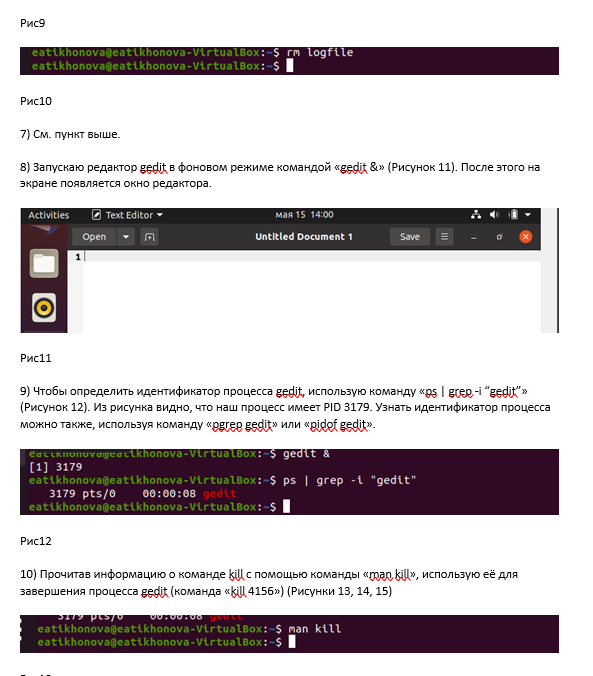 Рис9
eatikhonova@eatikhonova-VirtualBox:~$ rm logfile
eatikhonova@eatikhonova-VirtualBox:~$
Рис10
7) См. пункт выше.
8) Запускаю редактор gedit в фоновом режиме командой «gedit &» (Рисунок 11). После этого на
экране появляется окно редактора.
Activities Text Editor мая 15 14:00
Open Untitled Document 1 Save
1
Рис11
9) Чтобы определить идентификатор процесса gedit, использую команду «ps | grep -i “gedit”»
(Рисунок 12). Из рисунка видно, что наш процесс имеет PID 3179. Узнать идентификатор процесса
можно также, используя команду «pgrep gedit» или «pidof gedit».
eatikhonova@eatikhonova-VirtualBox:~$ gedit &
[1] 3179
eatikhonova@eatikhonova-VirtualBox:~$ ps | grep -i "gedit"
3179 pts/0 00:00:08 gedit
eatikhonova@eatikhonova-VirtualBox:~$
Рис12
10) Прочитав информацию о команде kill с помощью команды «man kill», использую её для
завершения процесса gedit (команда «kill 4156») (Рисунки 13, 14, 15)
3179 pts/0 00:00:08 gedit
eatikhonova@eatikhonova-VirtualBox:~$ man kill
eatikhonova@eatikhonova-VirtualBox:~$